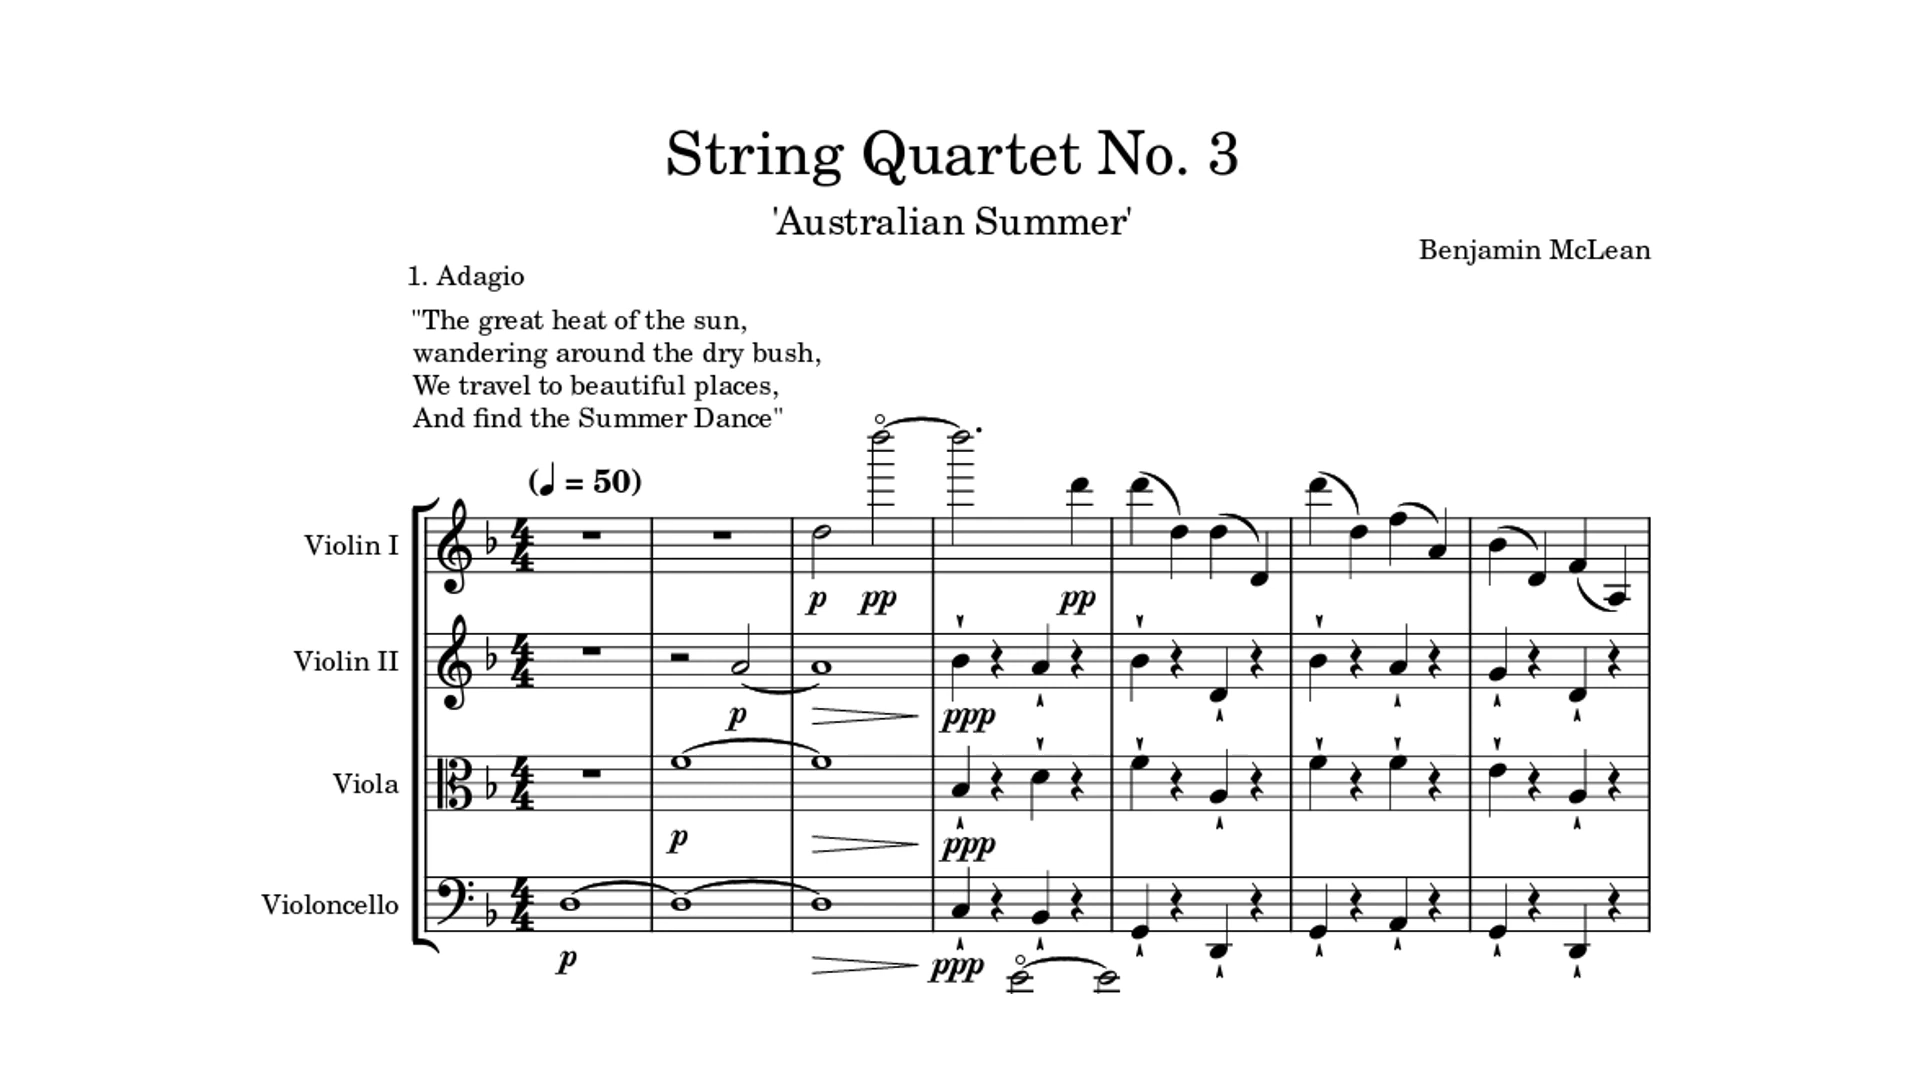 String Quartet No. 3
'Australian Summer'
Benjamin McLean
1. Adagio
"The great heat of the sun,
wandering around the dry bush,
We travel to beautiful places,
And find the Summer Dance"
(♩ = 50)
Violin I
p pp pp
Violin II
p ppp
Viola
p ppp
Violoncello
p ppp